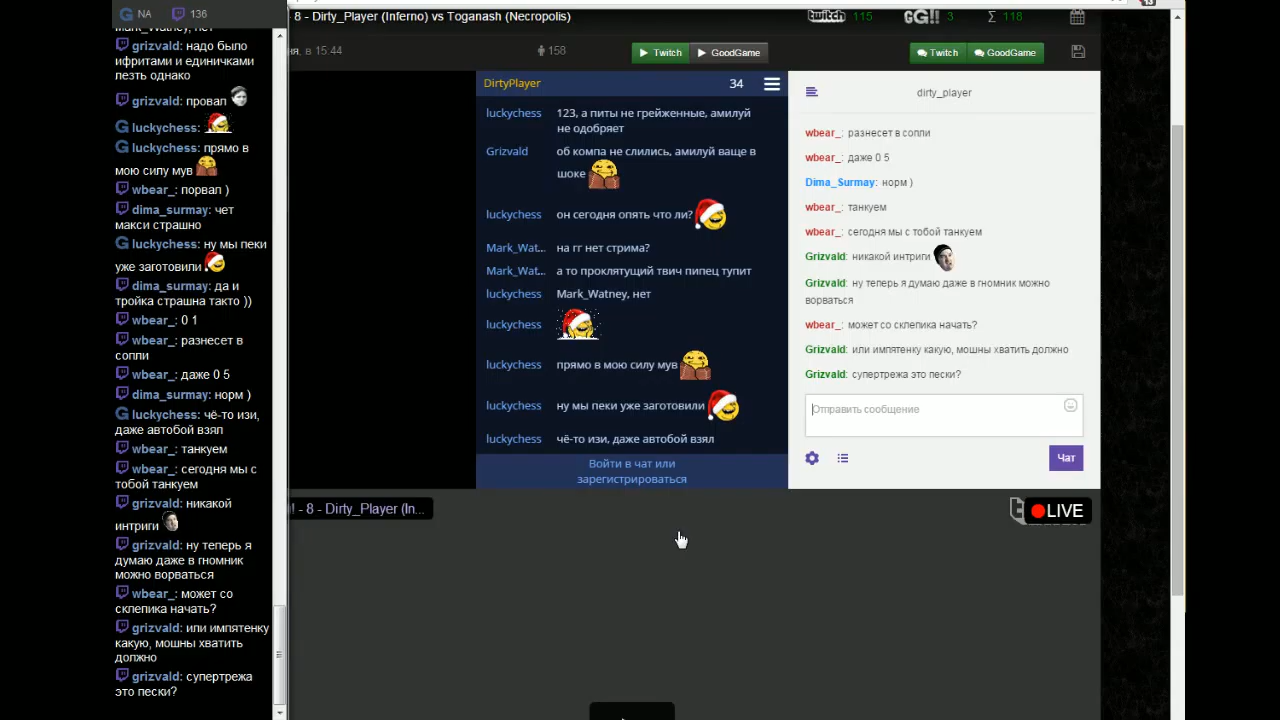 NA 136
grizvald: надо было
ифритами и единичками
лезть однако
grizvald: провал
luckychess:
luckychess: прямо в
мою силу мув
wbear_: порвал )
dima_surmay: чет
макси страшно
luckychess: ну мы пеки
уже заготовили
dima_surmay: да и
тройка страшна такто ))
wbear_: 0 1
wbear_: разнесет в
сопли
wbear_: даже 0 5
dima_surmay: норм )
luckychess: чё-то изи,
даже автобой взял
wbear_: танкуем
wbear_: сегодня мы с
тобой танкуем
grizvald: никакой
интриги
grizvald: ну теперь я
думаю даже в гномник
можно ворваться
wbear_: может со
склепика начать?
grizvald: или импятенку
какую, мошны хватить
должно
grizvald: супертрежа
это пески?
- 8 - Dirty_Player (Inferno) vs Toganash (Necropolis)
twitch 115 GG!! 3 Σ 118
13
ня, в 15:44
158
Twitch GoodGame
Twitch GoodGame
DirtyPlayer 34
luckychess 123, а питы не грейженные, амилуй
не одобряет
Grizvald об компа не слились, амилуй ваще в
шоке
luckychess он сегодня опять что ли?
Mark_Wat... на гг нет стрима?
Mark_Wat... а то проклятущий твич пипец тупит
luckychess Mark_Watney, нет
luckychess
luckychess прямо в мою силу мув
luckychess ну мы пеки уже заготовили
luckychess чё-то изи, даже автобой взял
Войти в чат или
зарегистрироваться
dirty_player
wbear_: разнесет в сопли
wbear_: даже 0 5
Dima_Surmay: норм )
wbear_: танкуем
wbear_: сегодня мы с тобой танкуем
Grizvald: никакой интриги
Grizvald: ну теперь я думаю даже в гномник можно
ворваться
wbear_: может со склепика начать?
Grizvald: или импятенку какую, мошны хватить должно
Grizvald: супертрежа это пески?
Отправить сообщение
Чат
! - 8 - Dirty_Player (In...
LIVE